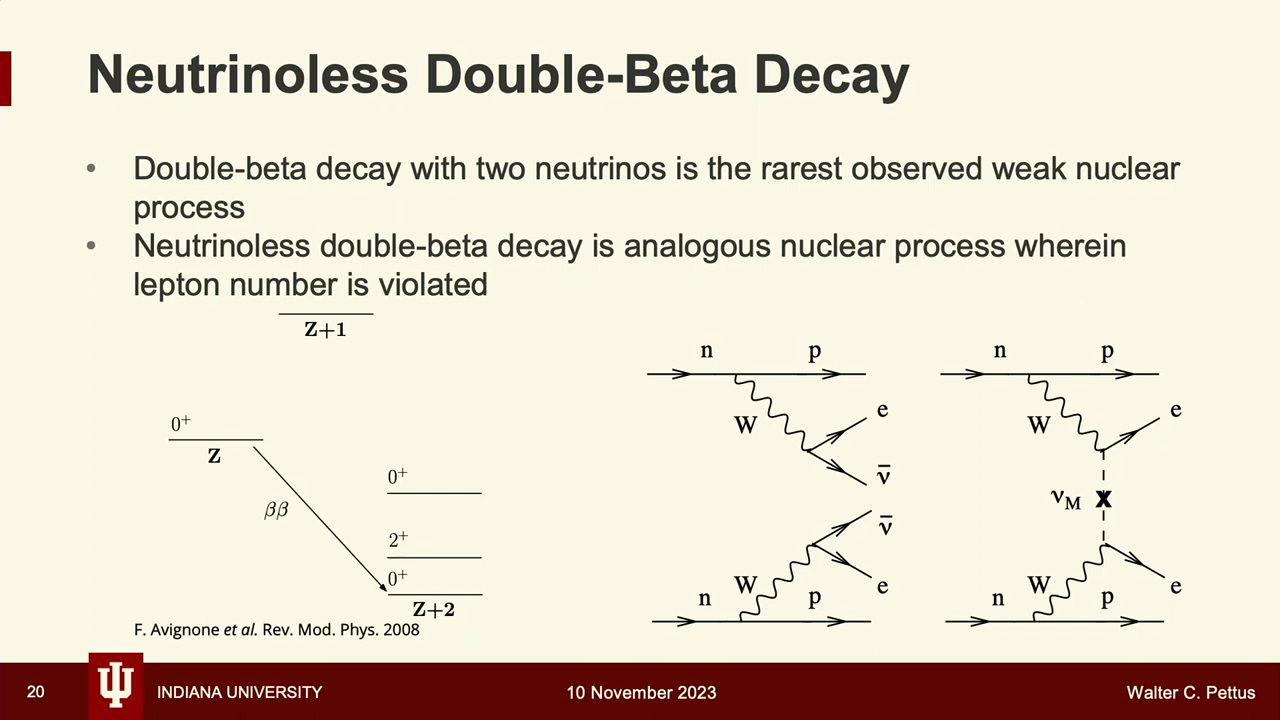 Neutrinoless Double-Beta Decay
• Double-beta decay with two neutrinos is the rarest observed weak nuclear
process
• Neutrinoless double-beta decay is analogous nuclear process wherein
lepton number is violated
Z+1
0⁺
Z
ββ
0⁺
2⁺
0⁺
Z+2
F. Avignone et al. Rev. Mod. Phys. 2008
n p
W
e
ν̄
ν̄
W
e
n p
n p
W
e
ν_M
W
e
n p
20 INDIANA UNIVERSITY 10 November 2023 Walter C. Pettus